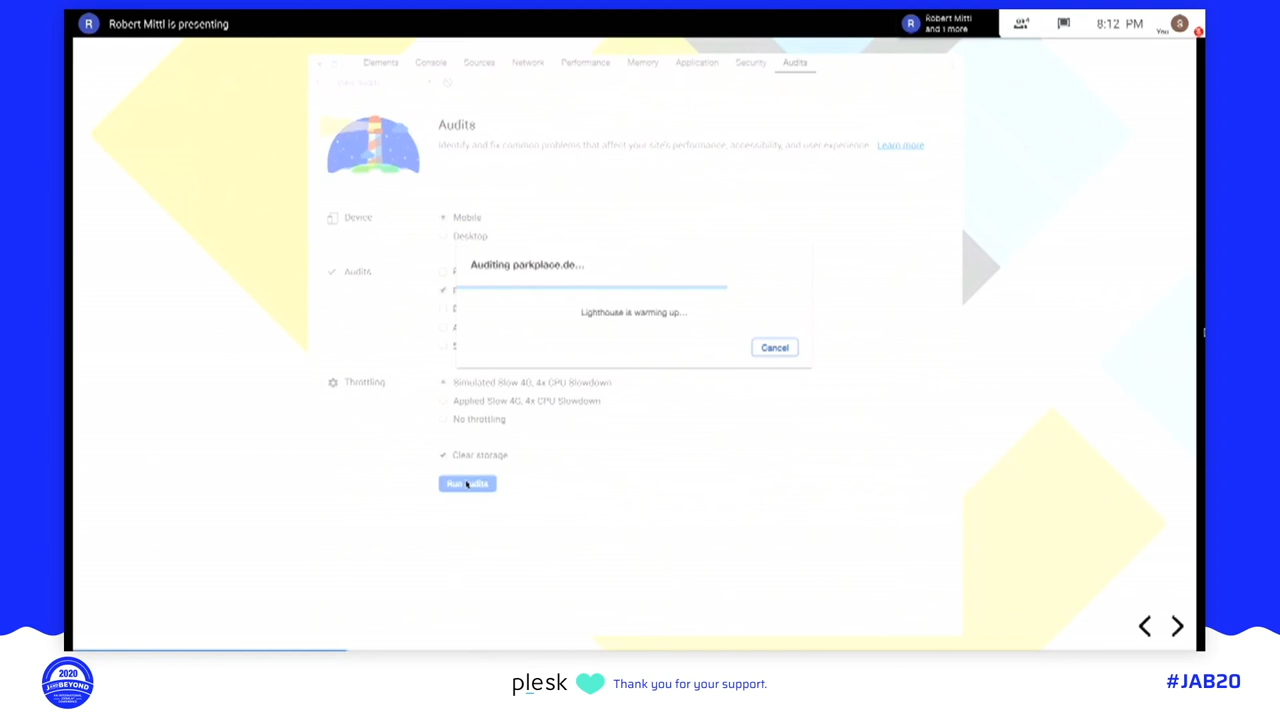 R Robert Mittl is presenting
R Robert Mittl and 1 more
8:12 PM
You
S
Elements Console Sources Network Performance Memory Application Security Audits
Audits
Identify and fix common problems that affect your site's performance, accessibility, and user experience. Learn more
Device
Mobile
Desktop
Audits
Auditing parkplace.de...
Lighthouse is warming up...
Cancel
Throttling
Simulated Slow 4G, 4x CPU Slowdown
Applied Slow 4G, 4x CPU Slowdown
No throttling
Clear storage
Run audits
2020
JANDBEYOND
plesk
Thank you for your support.
#JAB20